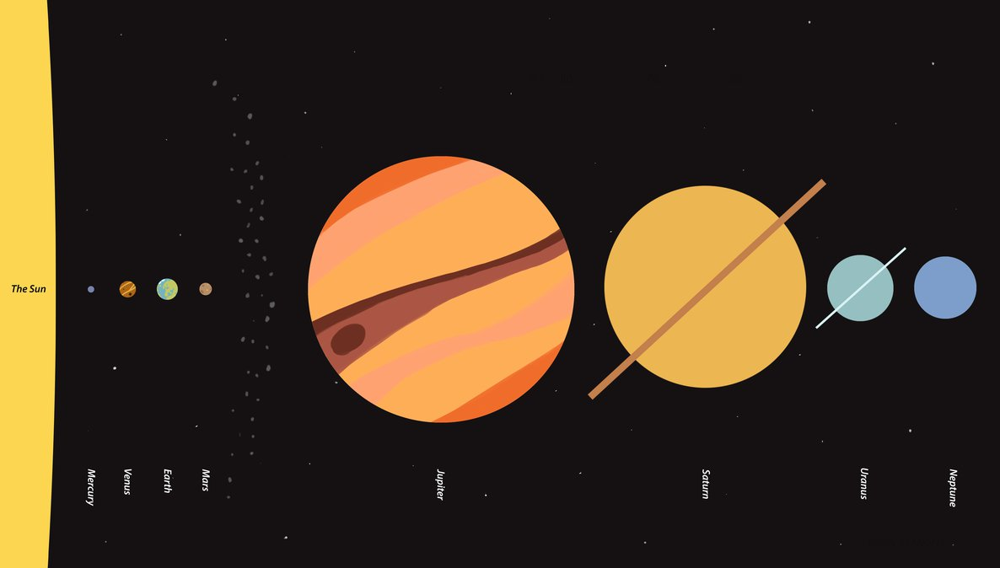 The Sun
Mercury
Venus
Earth
Mars
Jupiter
Saturn
Uranus
Neptune